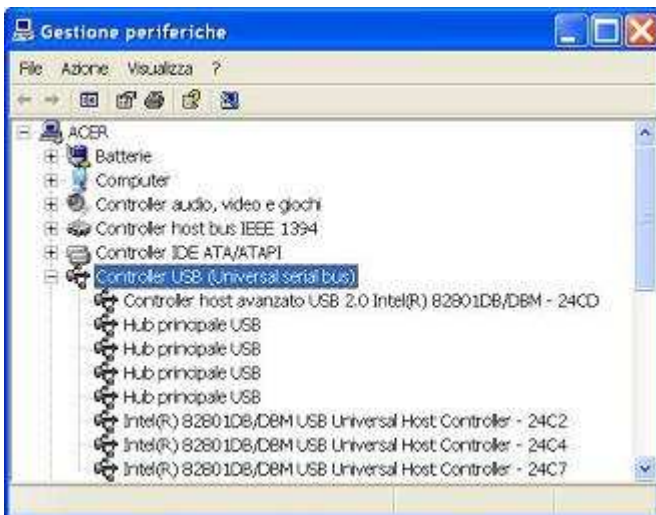 Gestione periferiche
File Azione Visualizza ?
ACER
Batterie
Computer
Controller audio, video e giochi
Controller host bus IEEE 1394
Controller IDE ATA/ATAPI
Controller USB (Universal serial bus)
Controller host avanzato USB 2.0 Intel(R) 82801DB/DBM - 24CD
Hub principale USB
Hub principale USB
Hub principale USB
Hub principale USB
Intel(R) 82801DB/DBM USB Universal Host Controller - 24C2
Intel(R) 82801DB/DBM USB Universal Host Controller - 24C4
Intel(R) 82801DB/DBM USB Universal Host Controller - 24C7